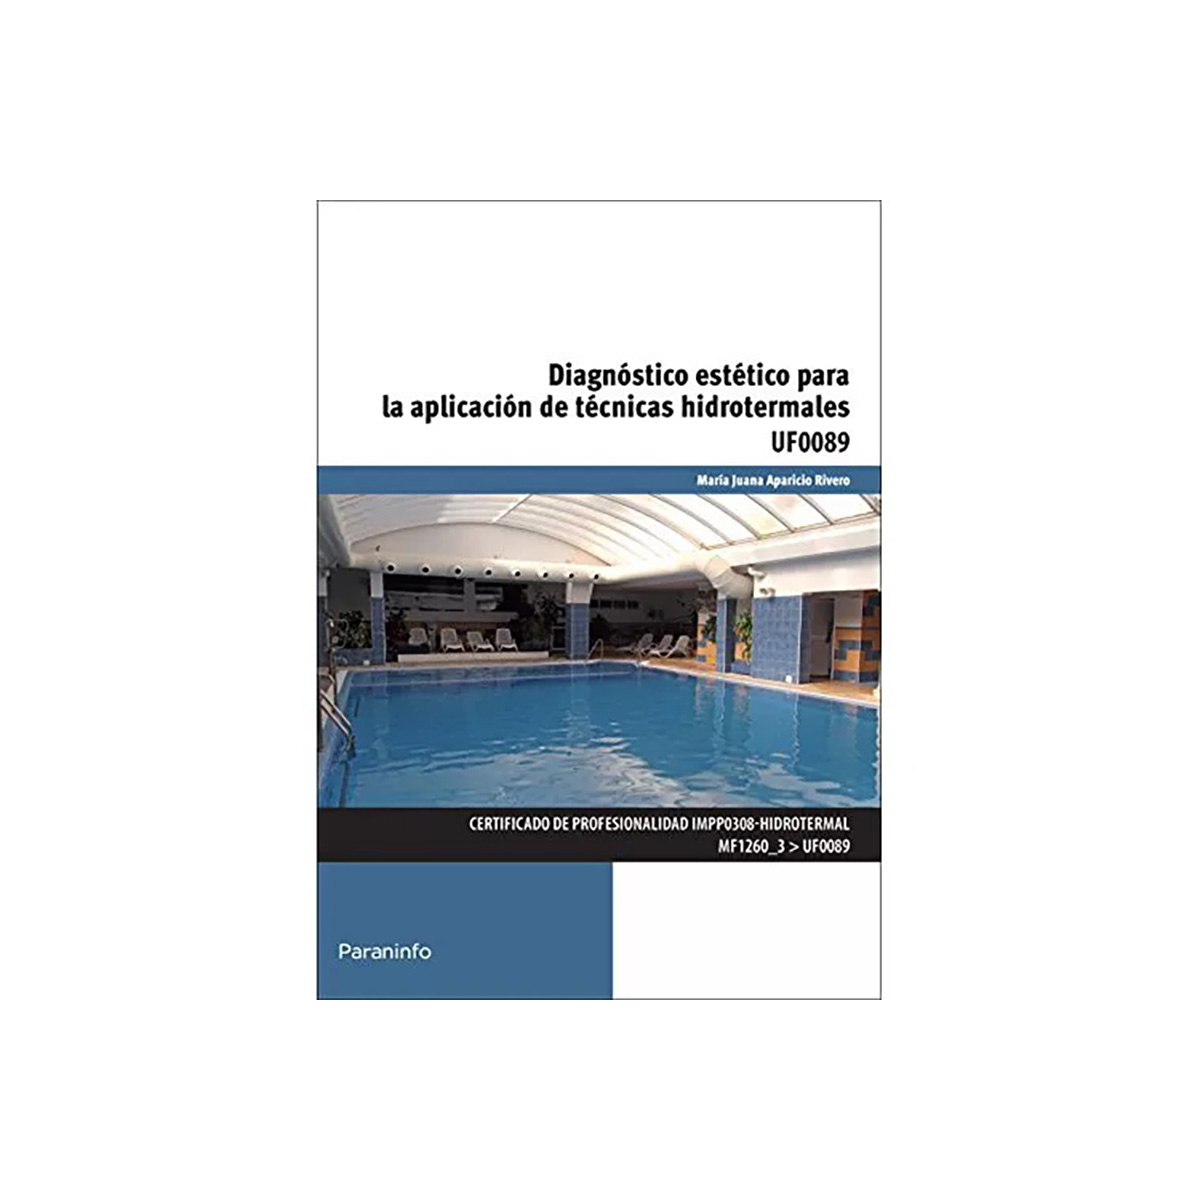 Diagnóstico estético para
la aplicación de técnicas hidrotermales
UF0089
María Juana Aparicio Rivero
CERTIFICADO DE PROFESIONALIDAD IMPP0308-HIDROTERMAL
MF1260_3 > UF0089
Paraninfo